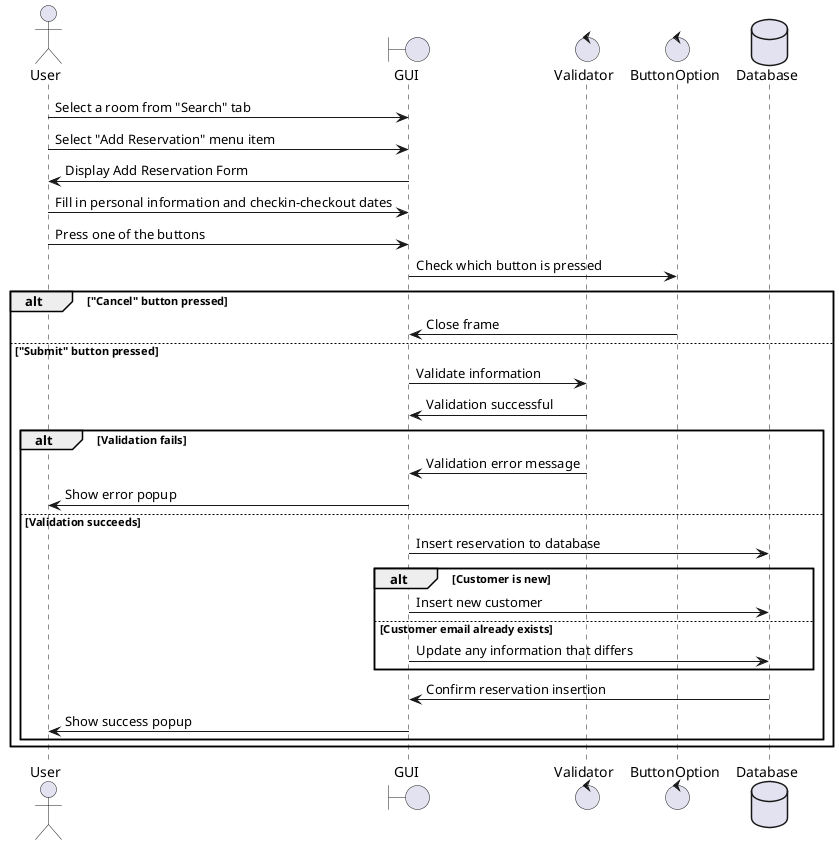 User GUI Validator ButtonOption Database
Select a room from "Search" tab
Select "Add Reservation" menu item
Display Add Reservation Form
Fill in personal information and checkin-checkout dates
Press one of the buttons
Check which button is pressed
alt ["Cancel" button pressed]
Close frame
["Submit" button pressed]
Validate information
Validation successful
alt [Validation fails]
Validation error message
Show error popup
[Validation succeeds]
Insert reservation to database
alt [Customer is new]
Insert new customer
[Customer email already exists]
Update any information that differs
Confirm reservation insertion
Show success popup
User GUI Validator ButtonOption Database